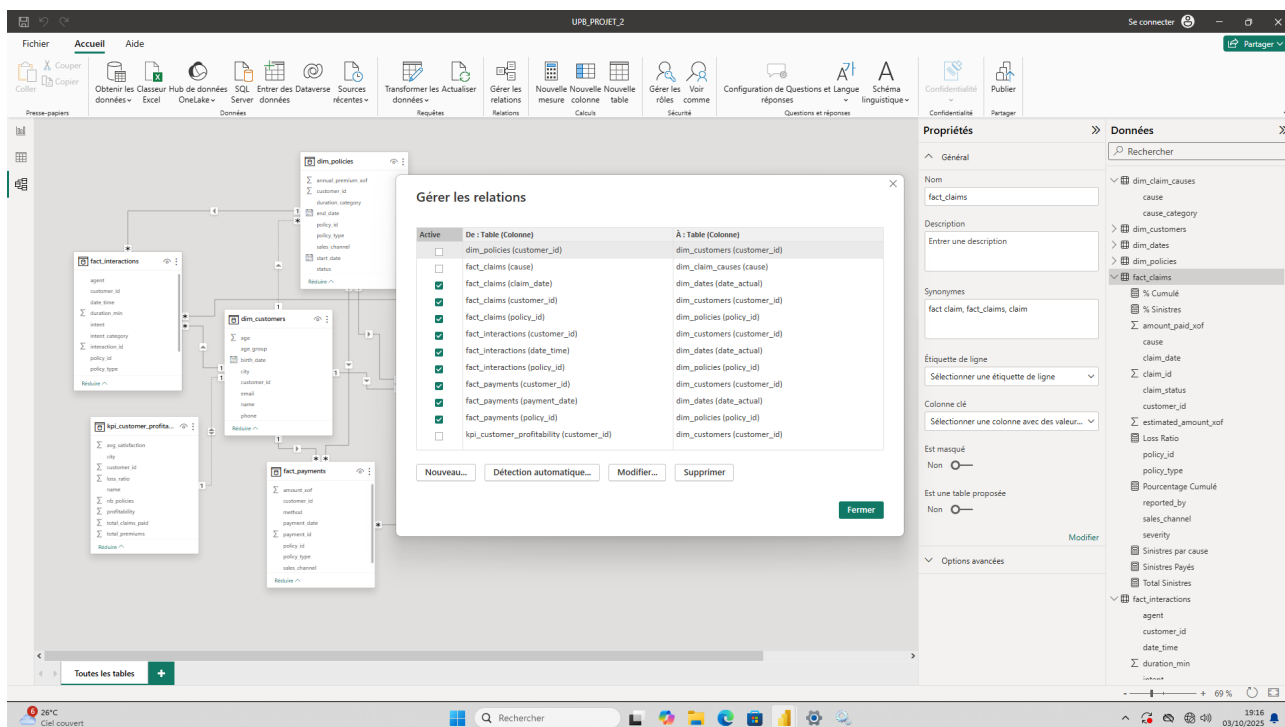 UPB_PROJET_2
Se connecter
Fichier Accueil Aide
Partager
Coller
Couper
Copier
Obtenir les données
Classeur Excel
Hub de données OneLake
SQL Server
Entrer des données
Dataverse
Sources récentes
Transformer les données
Actualiser
Gérer les relations
Nouvelle mesure
Nouvelle colonne
Nouvelle table
Gérer les rôles
Voir comme
Configuration de Questions et réponses
Langue
Schéma linguistique
Confidentialité
Publier
Presse-papiers
Données
Requêtes
Relations
Calculs
Sécurité
Questions et réponses
Confidentialité
Partager
dim_policies
annual_premium_xof
customer_id
duration_category
end_date
policy_id
policy_type
sales_channel
start_date
status
Réduire
fact_interactions
agent
customer_id
date_time
duration_min
intent
intent_category
interaction_id
policy_id
policy_type
Réduire
dim_customers
age
age_group
birth_date
city
customer_id
email
name
phone
Réduire
kpi_customer_profita...
avg_satisfaction
city
customer_id
loss_ratio
name
nb_policies
profitability
total_claims_paid
total_premiums
Réduire
fact_payments
amount_xof
customer_id
method
payment_date
payment_id
policy_id
policy_type
sales_channel
Réduire
Gérer les relations
Active De : Table (Colonne) À : Table (Colonne)
dim_policies (customer_id) dim_customers (customer_id)
fact_claims (cause) dim_claim_causes (cause)
fact_claims (claim_date) dim_dates (date_actual)
fact_claims (customer_id) dim_customers (customer_id)
fact_claims (policy_id) dim_policies (policy_id)
fact_interactions (customer_id) dim_customers (customer_id)
fact_interactions (date_time) dim_dates (date_actual)
fact_interactions (policy_id) dim_policies (policy_id)
fact_payments (customer_id) dim_customers (customer_id)
fact_payments (payment_date) dim_dates (date_actual)
fact_payments (policy_id) dim_policies (policy_id)
kpi_customer_profitability (customer_id) dim_customers (customer_id)
Nouveau... Détection automatique... Modifier... Supprimer
Fermer
Propriétés
Général
Nom
fact_claims
Description
Entrer une description
Synonymes
fact claim, fact_claims, claim
Étiquette de ligne
Sélectionner une étiquette de ligne
Colonne clé
Sélectionner une colonne avec des valeur...
Est masqué
Non
Est une table proposée
Non
Modifier
Options avancées
Données
Rechercher
dim_claim_causes
cause
cause_category
dim_customers
dim_dates
dim_policies
fact_claims
% Cumulé
% Sinistres
amount_paid_xof
cause
claim_date
claim_id
claim_status
customer_id
estimated_amount_xof
Loss Ratio
policy_id
policy_type
Pourcentage Cumulé
reported_by
sales_channel
severity
Sinistres par cause
Sinistres Payés
Total Sinistres
fact_interactions
agent
customer_id
date_time
duration_min
intent
Toutes les tables
69 %
6
26°C
Ciel couvert
Rechercher
19:16
03/10/2025